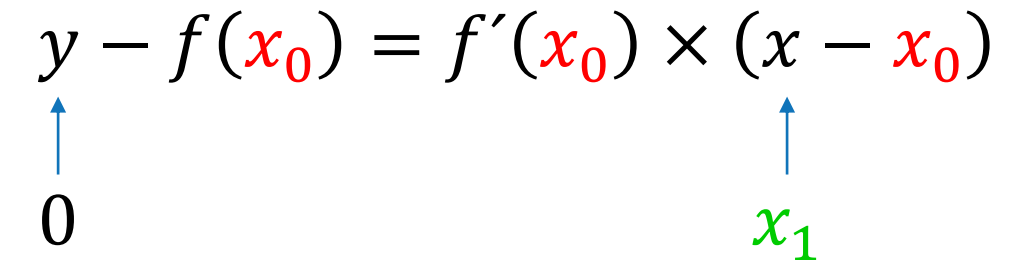 y − f(x₀) = f´(x₀) × (x − x₀)
0 x₁